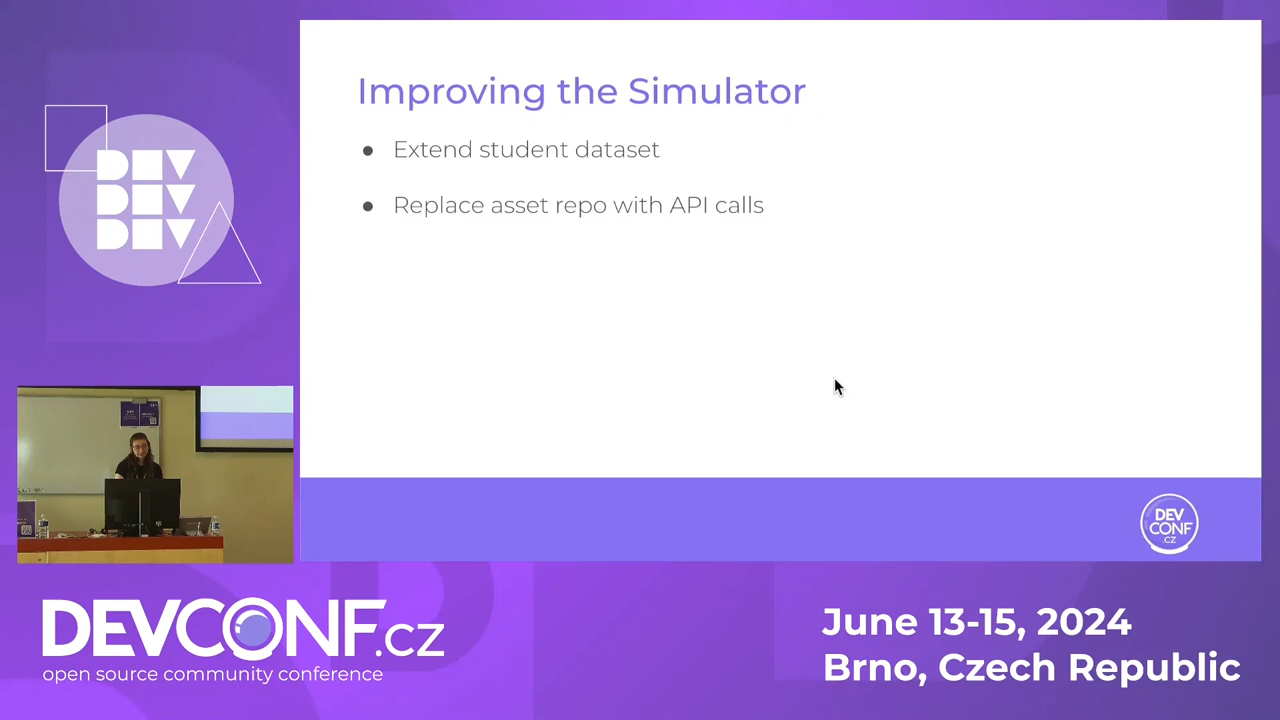 Improving the Simulator
● Extend student dataset
● Replace asset repo with API calls
DEV
DEV
DEV
DEV
CONF
.CZ
DEVCONF.cz
open source community conference
June 13-15, 2024
Brno, Czech Republic